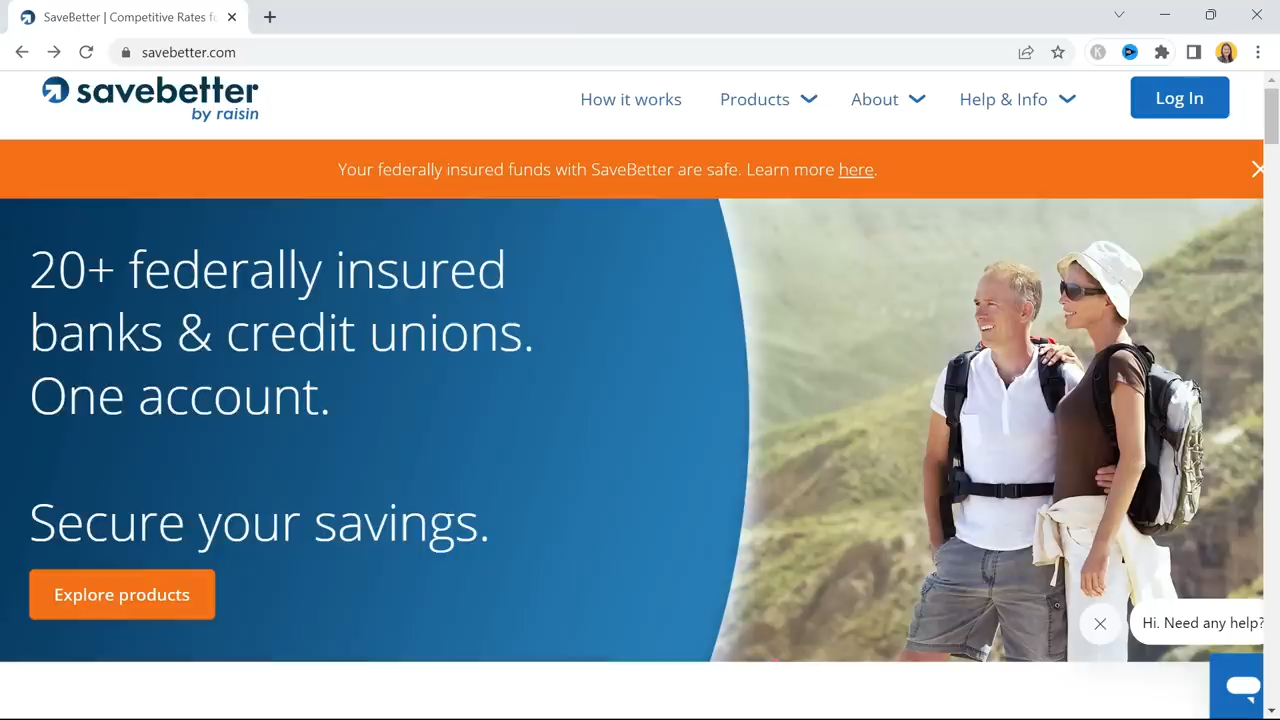 SaveBetter | Competitive Rates fo
savebetter.com
savebetter
by raisin
How it works
Products
About
Help & Info
Log In
Your federally insured funds with SaveBetter are safe. Learn more here.
20+ federally insured
banks & credit unions.
One account.
Secure your savings.
Explore products
Hi. Need any help?